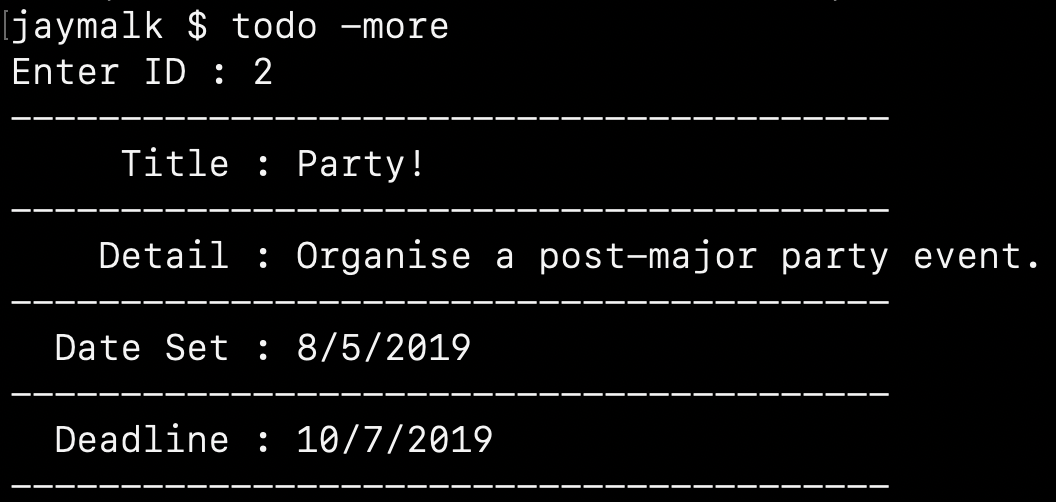 [jaymalk $ todo -more
Enter ID : 2
----------------------------------------
Title : Party!
----------------------------------------
Detail : Organise a post-major party event.
----------------------------------------
Date Set : 8/5/2019
----------------------------------------
Deadline : 10/7/2019
----------------------------------------